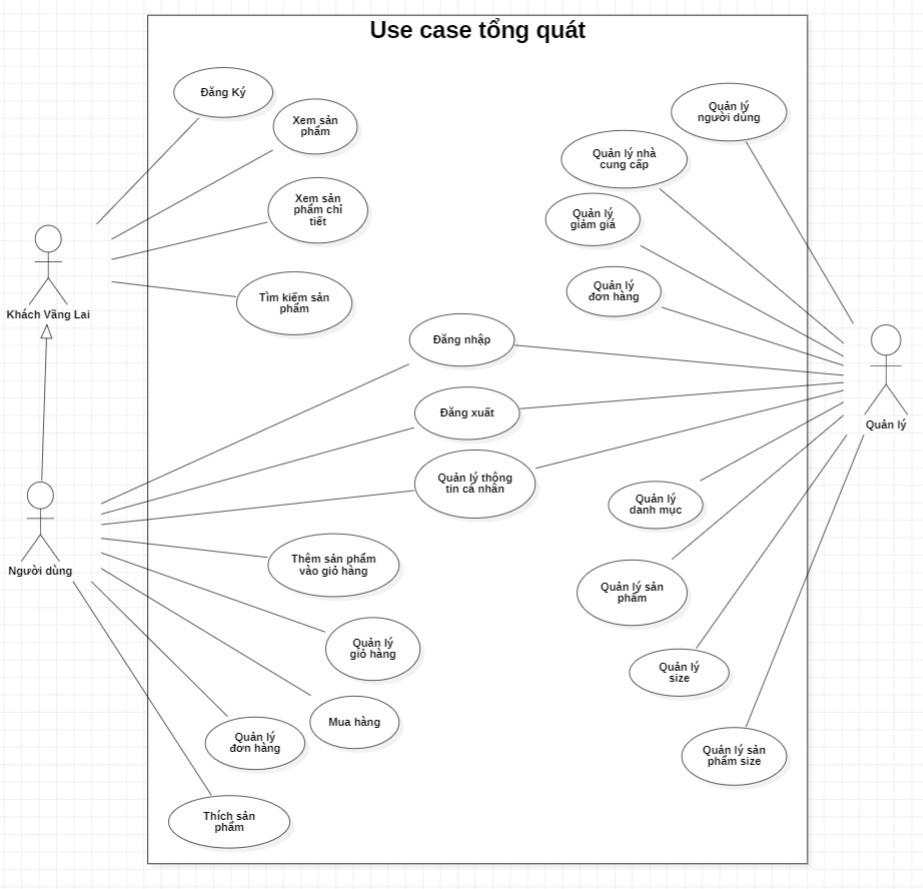 Use case tổng quát
Đăng Ký
Xem sản
phẩm
Xem sản
phẩm chi
tiết
Tìm kiếm sản
phẩm
Khách Vãng Lai
Quản lý
người dùng
Quản lý nhà
cung cấp
Quản lý
giảm giá
Quản lý
đơn hàng
Đăng nhập
Đăng xuất
Quản lý thông
tin cá nhân
Quản lý
Người dùng
Thêm sản phẩm
vào giỏ hàng
Quản lý
giỏ hàng
Mua hàng
Quản lý
đơn hàng
Thích sản
phẩm
Quản lý
danh mục
Quản lý sản
phẩm
Quản lý
size
Quản lý sản
phẩm size